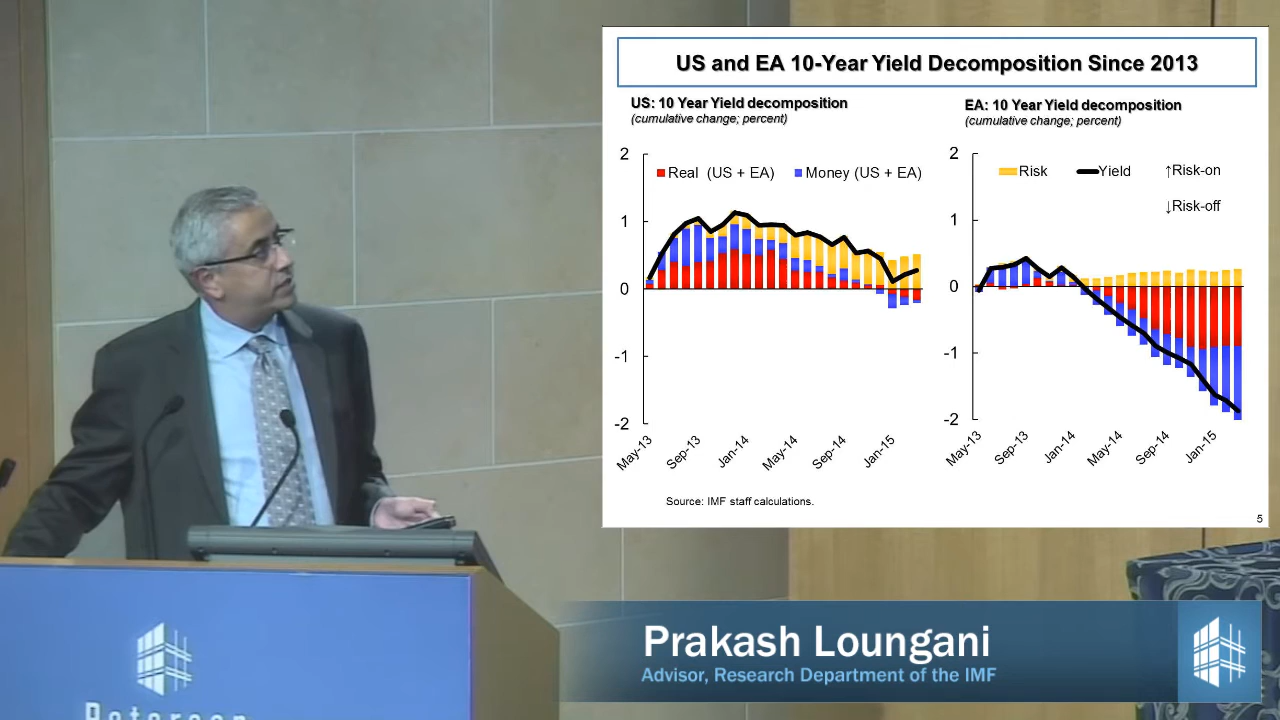 US and EA 10-Year Yield Decomposition Since 2013
US: 10 Year Yield decomposition
(cumulative change; percent)
EA: 10 Year Yield decomposition
(cumulative change; percent)
2
1
0
-1
-2
Real (US + EA)
Money (US + EA)
May-13
Sep-13
Jan-14
May-14
Sep-14
Jan-15
2
1
0
-1
-2
Risk
Yield
↑Risk-on
↓Risk-off
May-13
Sep-13
Jan-14
May-14
Sep-14
Jan-15
Source: IMF staff calculations.
5
Prakash Loungani
Advisor, Research Department of the IMF